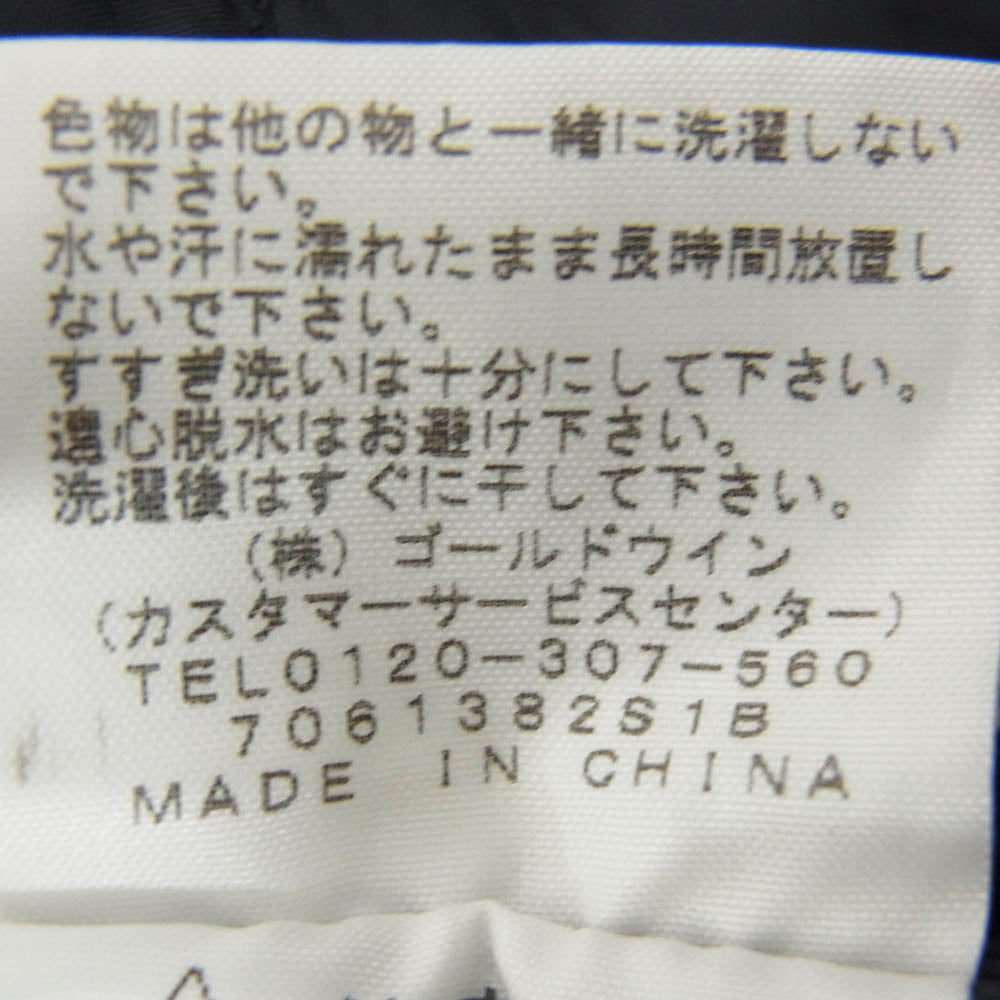 色物は他の物と一緒に洗濯しない
で下さい。
水や汗に濡れたまま長時間放置し
ないで下さい。
すすぎ洗いは十分にして下さい。
遠心脱水はお避け下さい。
洗濯後はすぐに干して下さい。
(株)ゴールドウイン
(カスタマーサービスセンター)
TEL0120-307-560
7061382S1B
MADE IN CHINA